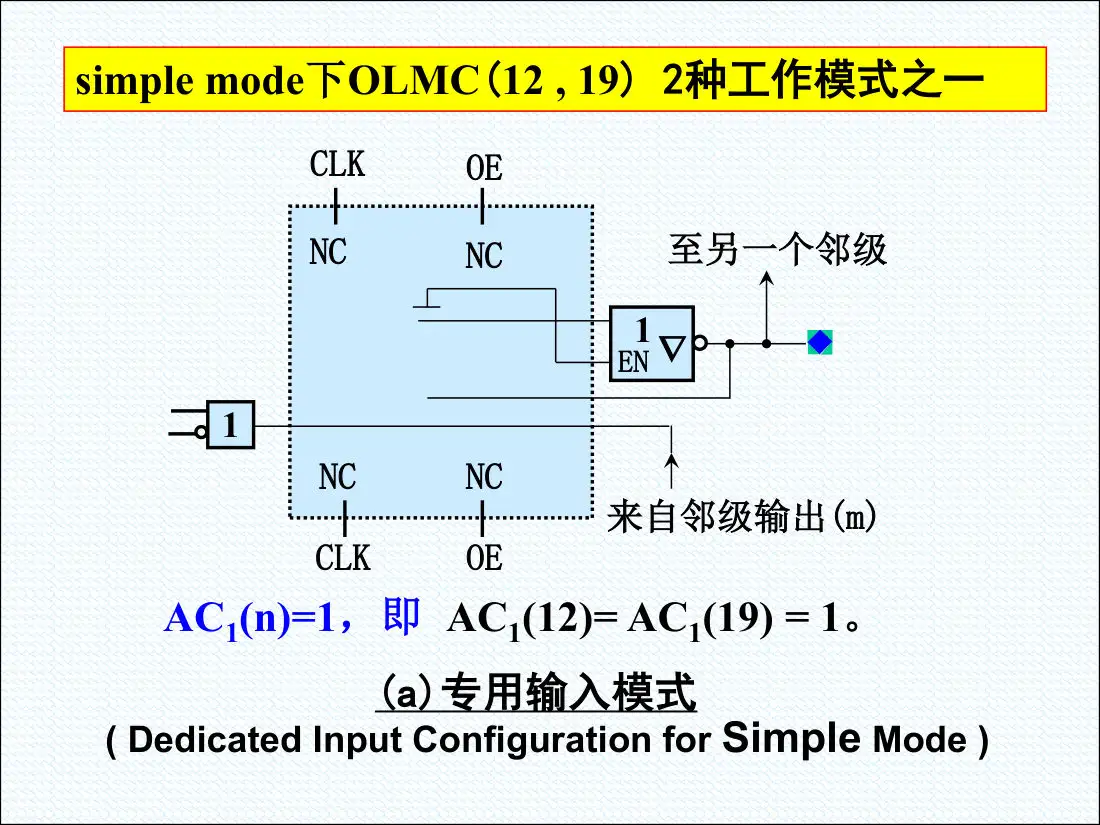 simple mode下OLMC(12 , 19) 2种工作模式之一
CLK OE
NC NC
至另一个邻级
1
EN ▽
1
NC NC
来自邻级输出(m)
CLK OE
AC₁(n)=1，即 AC₁(12)= AC₁(19) = 1。
(a)专用输入模式
( Dedicated Input Configuration for Simple Mode )